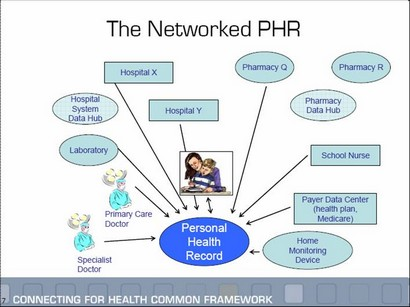 The Networked PHR
Hospital X
Pharmacy Q
Pharmacy R
Hospital
System
Data Hub
Hospital Y
Pharmacy
Data Hub
Laboratory
School Nurse
Primary Care
Doctor
Personal
Health
Record
Payer Data Center
(health plan,
Medicare)
Specialist
Doctor
Home
Monitoring
Device
7 CONNECTING FOR HEALTH COMMON FRAMEWORK